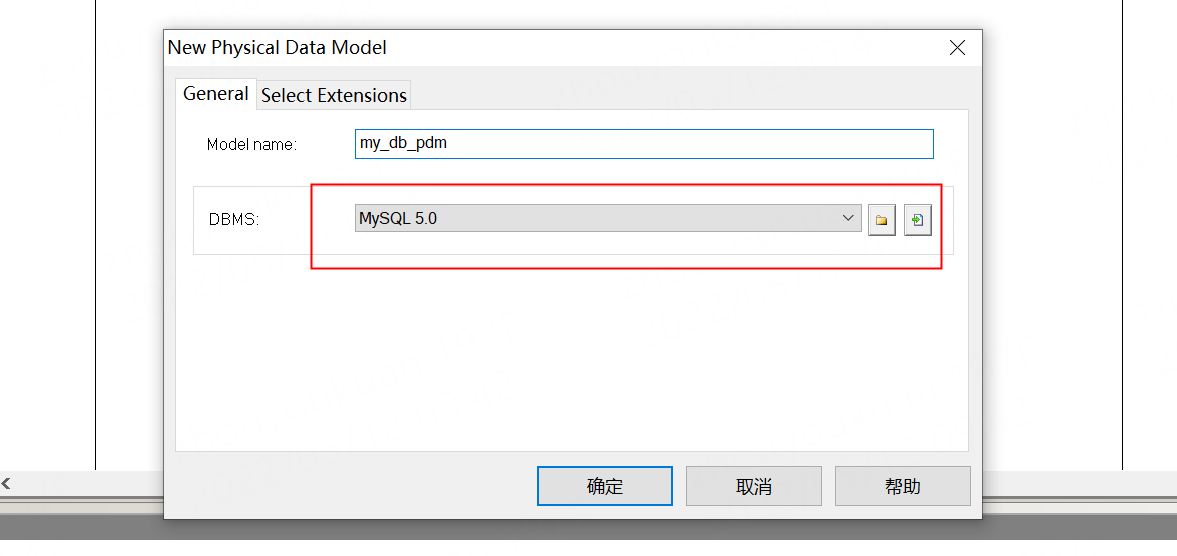 New Physical Data Model
General Select Extensions
Model name: my_db_pdm
DBMS: MySQL 5.0
确定 取消 帮助